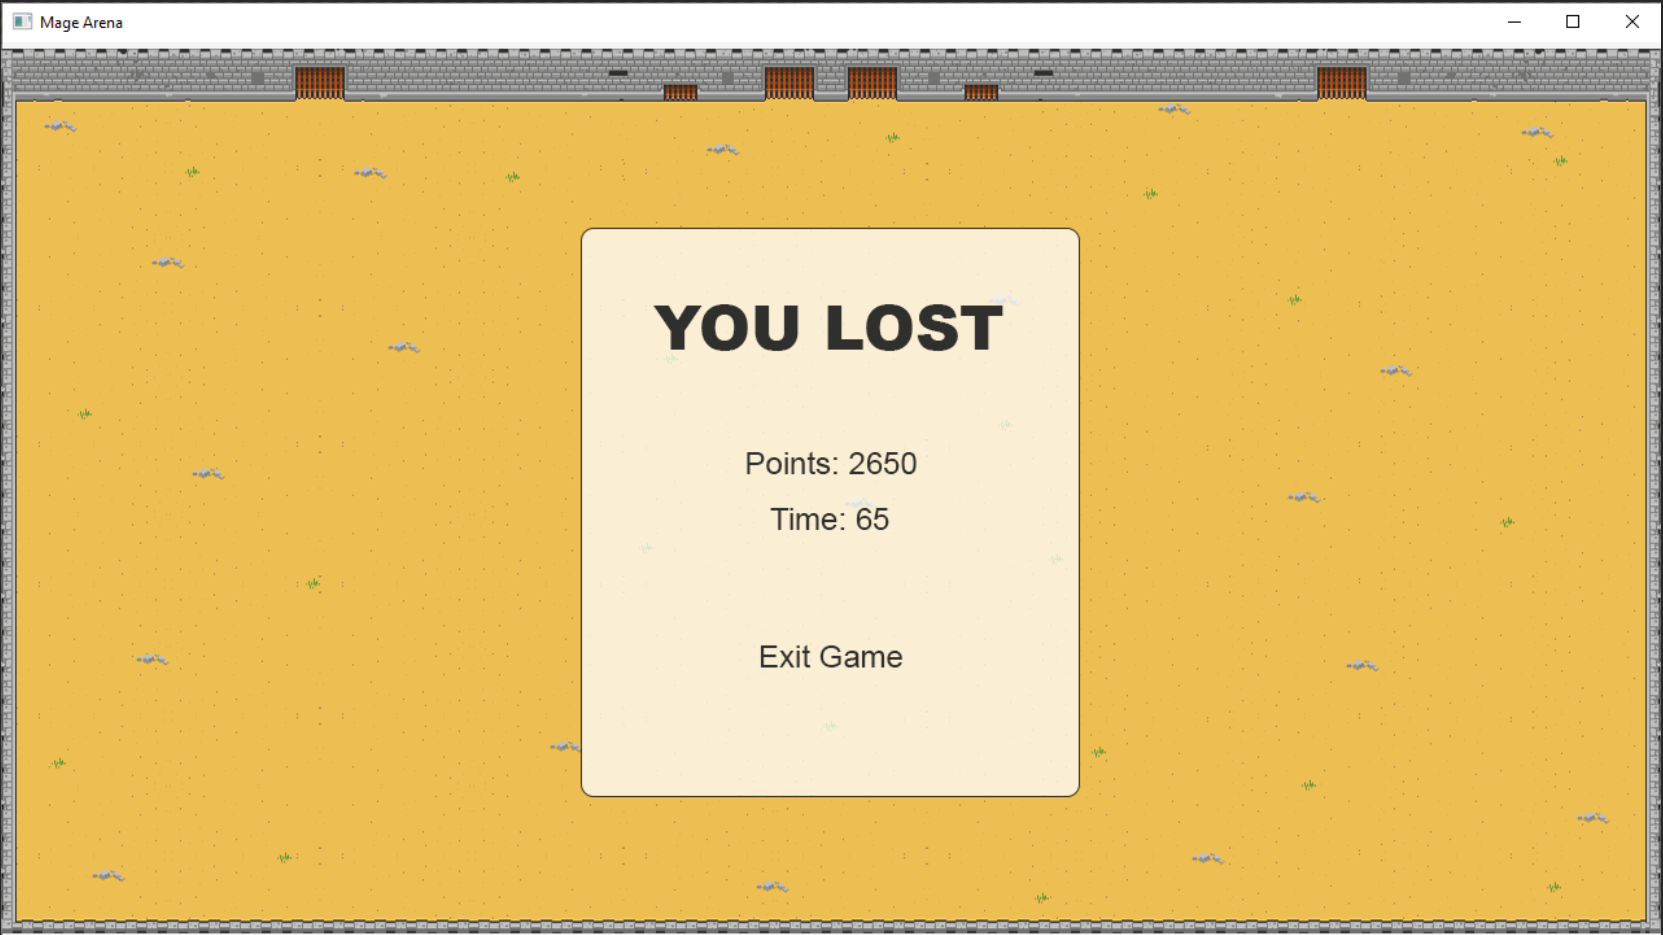 Mage Arena
YOU LOST
Points: 2650
Time: 65
Exit Game